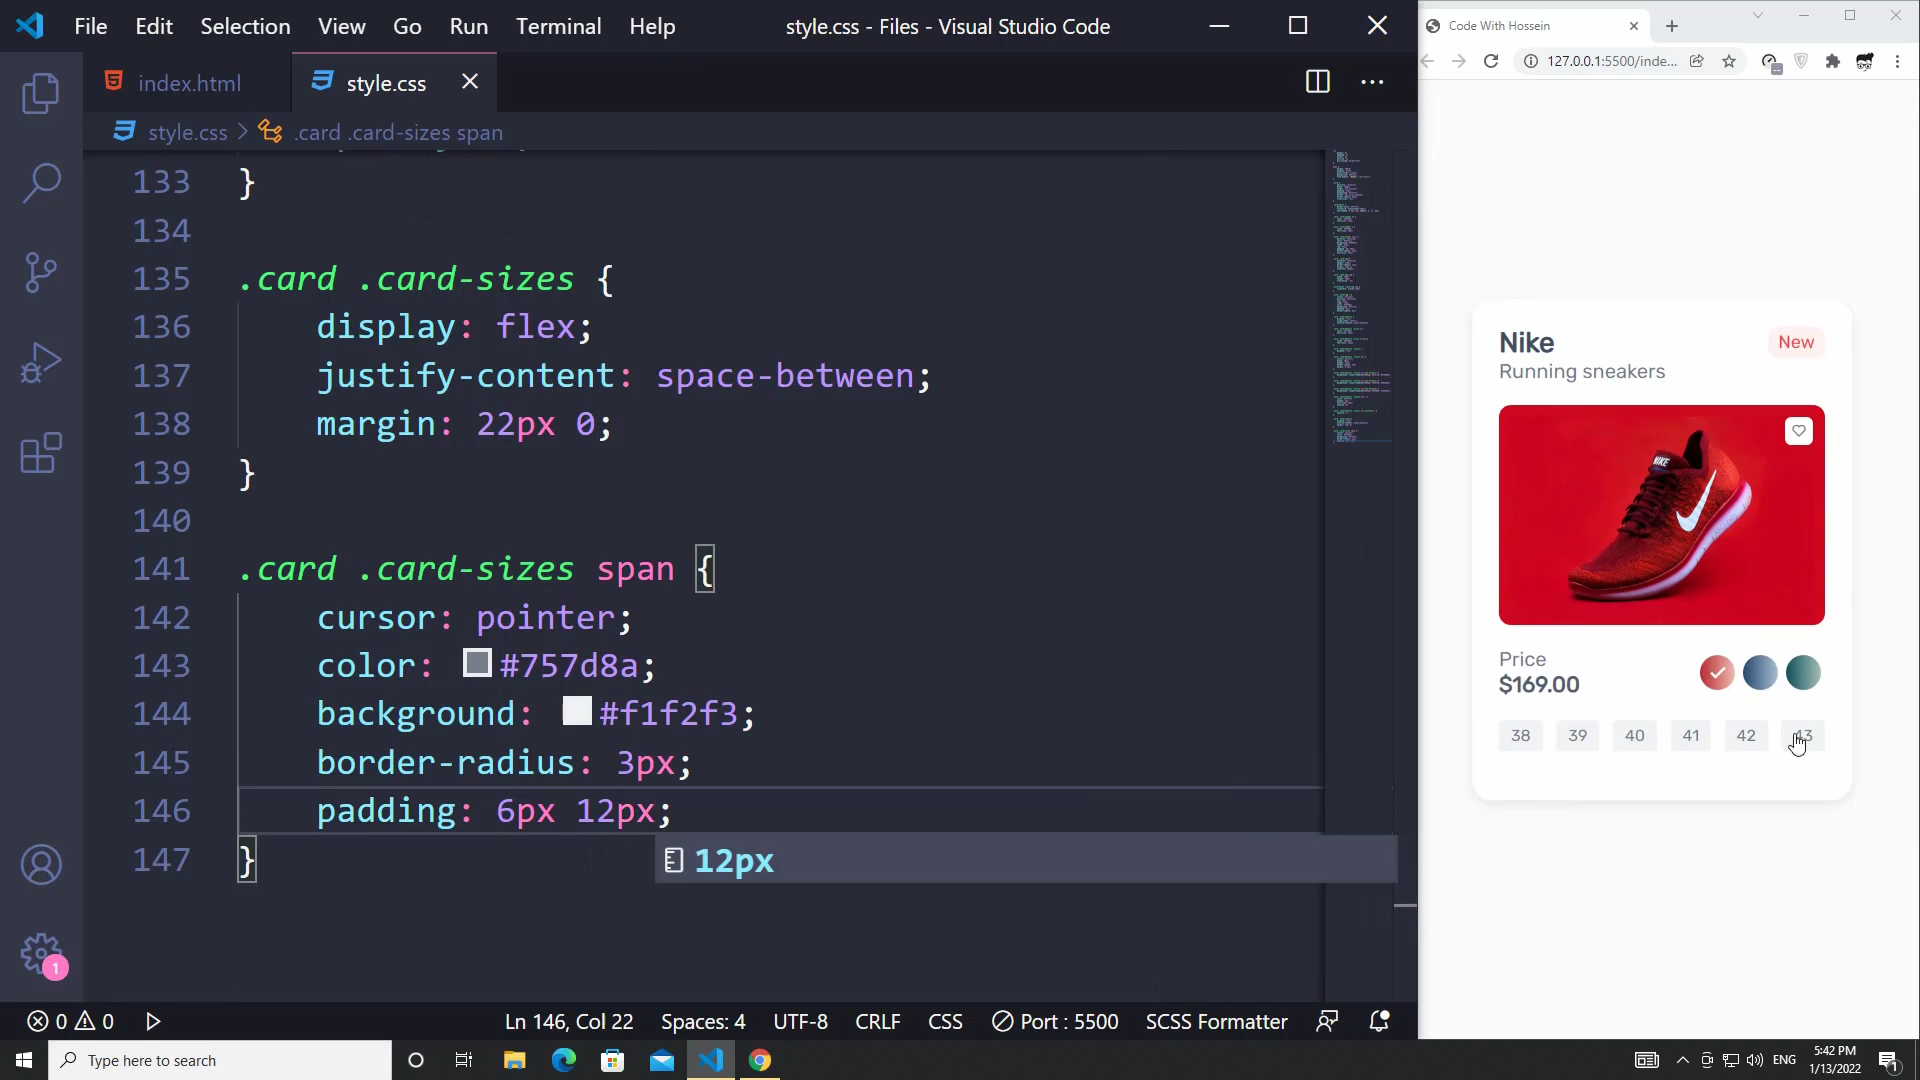 File Edit Selection View Go Run Terminal Help
style.css - Files - Visual Studio Code
index.html
style.css
style.css > .card .card-sizes span
133 }
134
135 .card .card-sizes {
136 display: flex;
137 justify-content: space-between;
138 margin: 22px 0;
139 }
140
141 .card .card-sizes span {
142 cursor: pointer;
143 color: #757d8a;
144 background: #f1f2f3;
145 border-radius: 3px;
146 padding: 6px 12px;
147 }
12px
1
0 0
Ln 146, Col 22 Spaces: 4 UTF-8 CRLF CSS Port : 5500 SCSS Formatter
Code With Hossein
127.0.0.1:5500/inde...
Nike
New
Running sneakers
NIKE
Price
$169.00
38 39 40 41 42 43
Type here to search
ENG
5:42 PM
1/13/2022
1